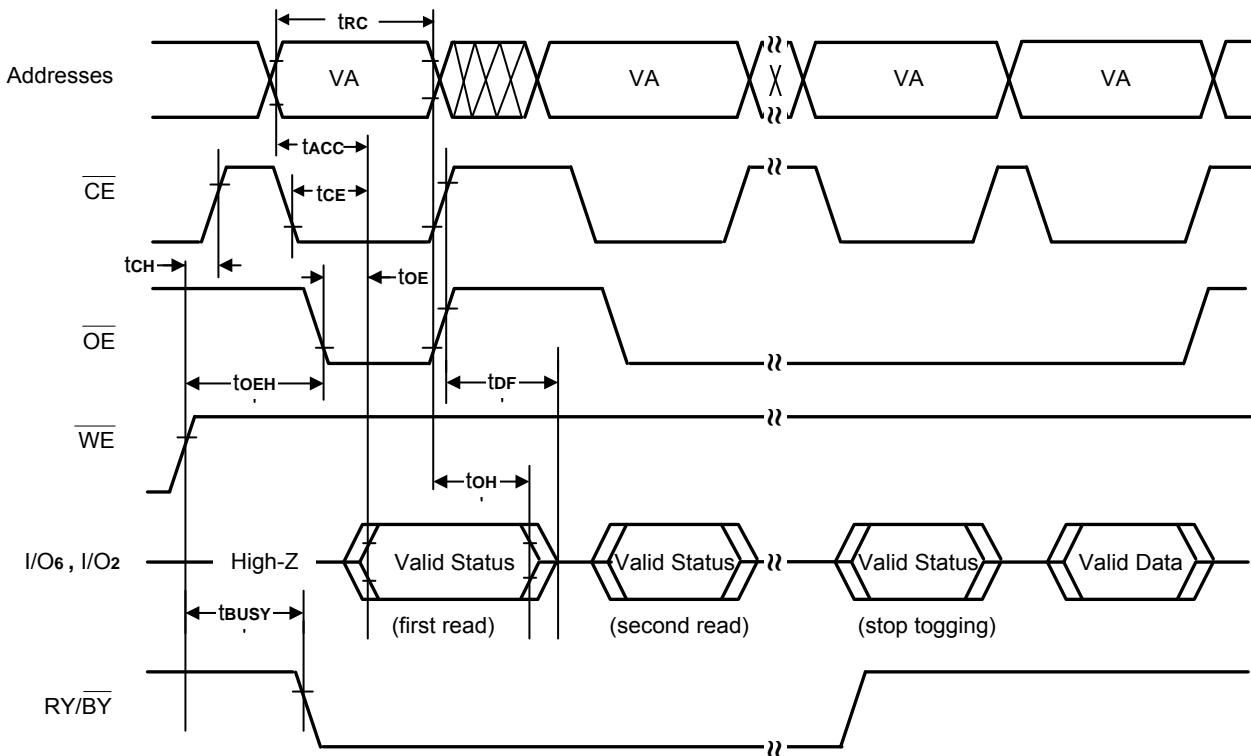 tRC
Addresses VA VA VA VA
tACC
CE tCE
tCH tOE
OE
tOEH tDF
WE
tOH
I/O6 , I/O2 High-Z Valid Status Valid Status Valid Status Valid Data
tBUSY (first read) (second read) (stop togging)
RY/BY